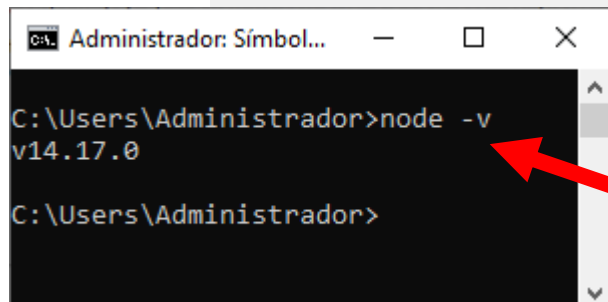 Administrador: Símbol...
C:\Users\Administrador>node -v
v14.17.0
C:\Users\Administrador>